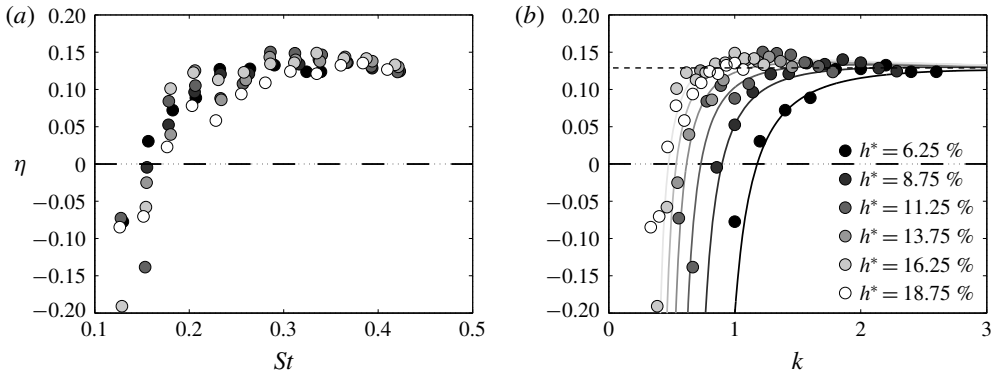 (a)
0.20
0.15
0.10
0.05
η
0
−0.05
−0.10
−0.15
−0.20
0.1
0.2
0.3
0.4
0.5
St
(b)
0.20
0.15
0.10
0.05
0
−0.05
−0.10
−0.15
−0.20
h* = 6.25 %
h* = 8.75 %
h* = 11.25 %
h* = 13.75 %
h* = 16.25 %
h* = 18.75 %
0
1
2
3
k